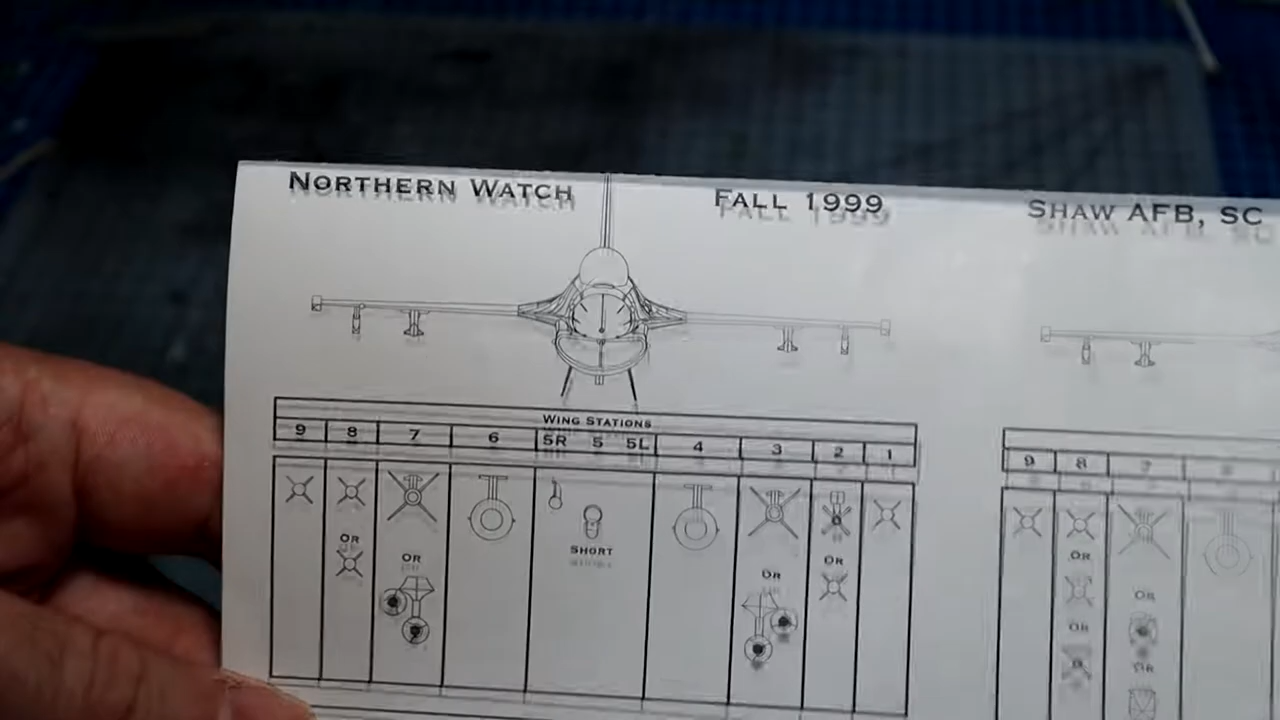 NORTHERN WATCH
FALL 1999
SHAW AFB, SC
WING STATIONS
9 8 7 6 5R 5 5L 4 3 2 1
OR
OR
SHORT
OR
OR
9 8 7
OR
OR
OR
OR